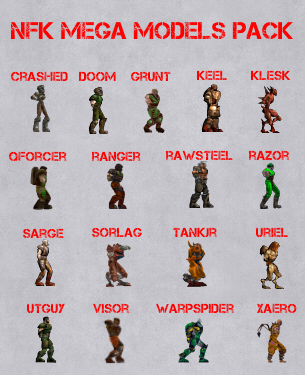 NFK MEGA MODELS PACK
CRASHED DOOM GRUNT KEEL KLESK
QFORCER RANGER RAWSTEEL RAZOR
SARGE SORLAG TANKJR URIEL
UTGUY VISOR WARPSPIDER XAERO